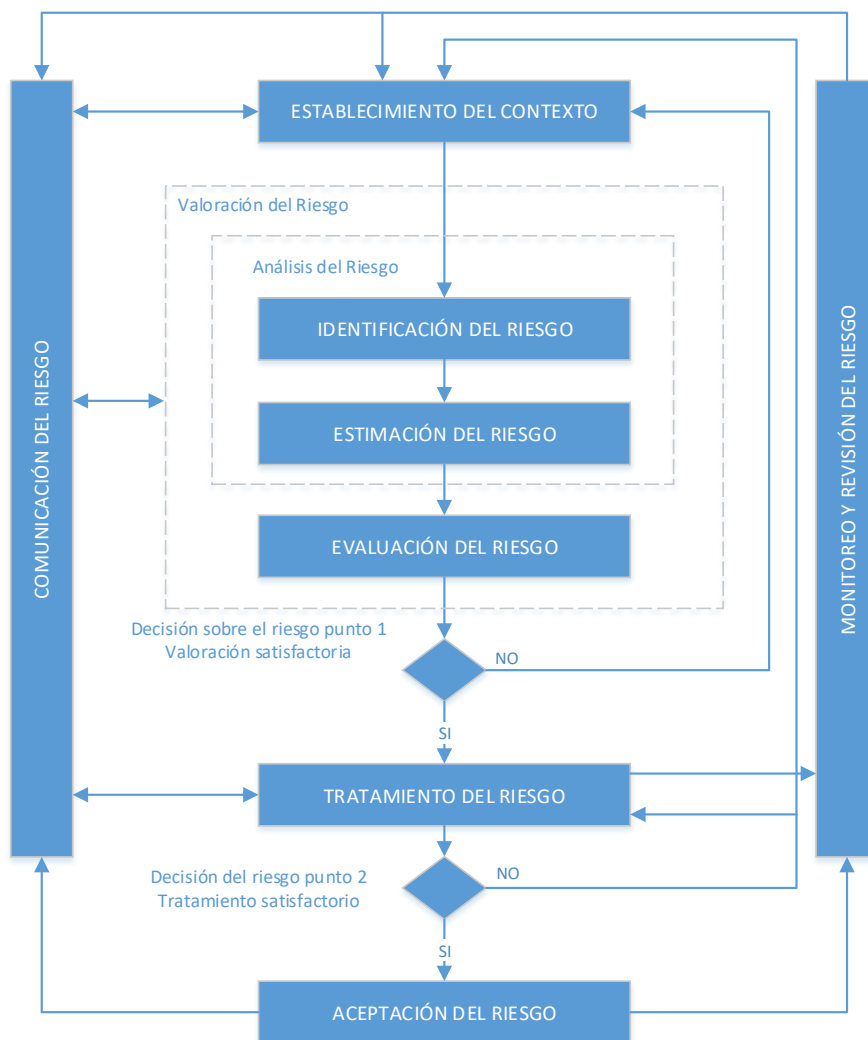 ESTABLECIMIENTO DEL CONTEXTO
Valoración del Riesgo
Análisis del Riesgo
IDENTIFICACIÓN DEL RIESGO
ESTIMACIÓN DEL RIESGO
EVALUACIÓN DEL RIESGO
Decisión sobre el riesgo punto 1
Valoración satisfactoria
NO
SI
TRATAMIENTO DEL RIESGO
Decisión del riesgo punto 2
Tratamiento satisfactorio
NO
SI
ACEPTACIÓN DEL RIESGO
COMUNICACIÓN DEL RIESGO
MONITOREO Y REVISIÓN DEL RIESGO